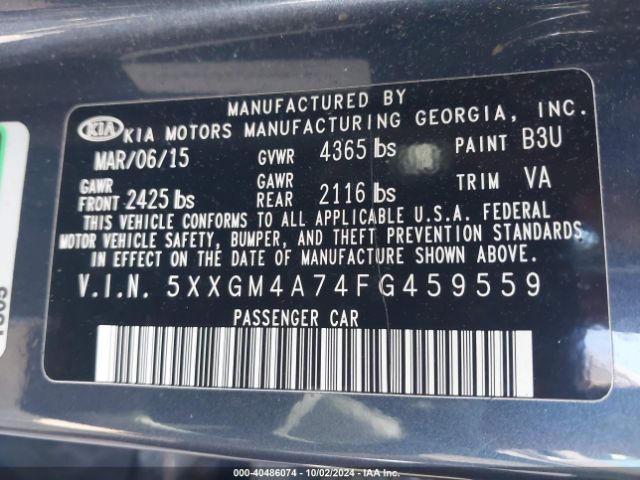 MANUFACTURED BY
KIA KIA MOTORS MANUFACTURING GEORGIA, INC.
MAR/06/15 GVWR 4365 lbs PAINT B3U
GAWR FRONT 2425 lbs GAWR REAR 2116 lbs TRIM VA
THIS VEHICLE CONFORMS TO ALL APPLICABLE U.S.A. FEDERAL
MOTOR VEHICLE SAFETY, BUMPER, AND THEFT PREVENTION STANDARDS
IN EFFECT ON THE DATE OF MANUFACTURE SHOWN ABOVE.
V.I.N. 5XXGM4A74FG459559
PASSENGER CAR
000-40486074 | 10/02/2024 | IAA Inc.